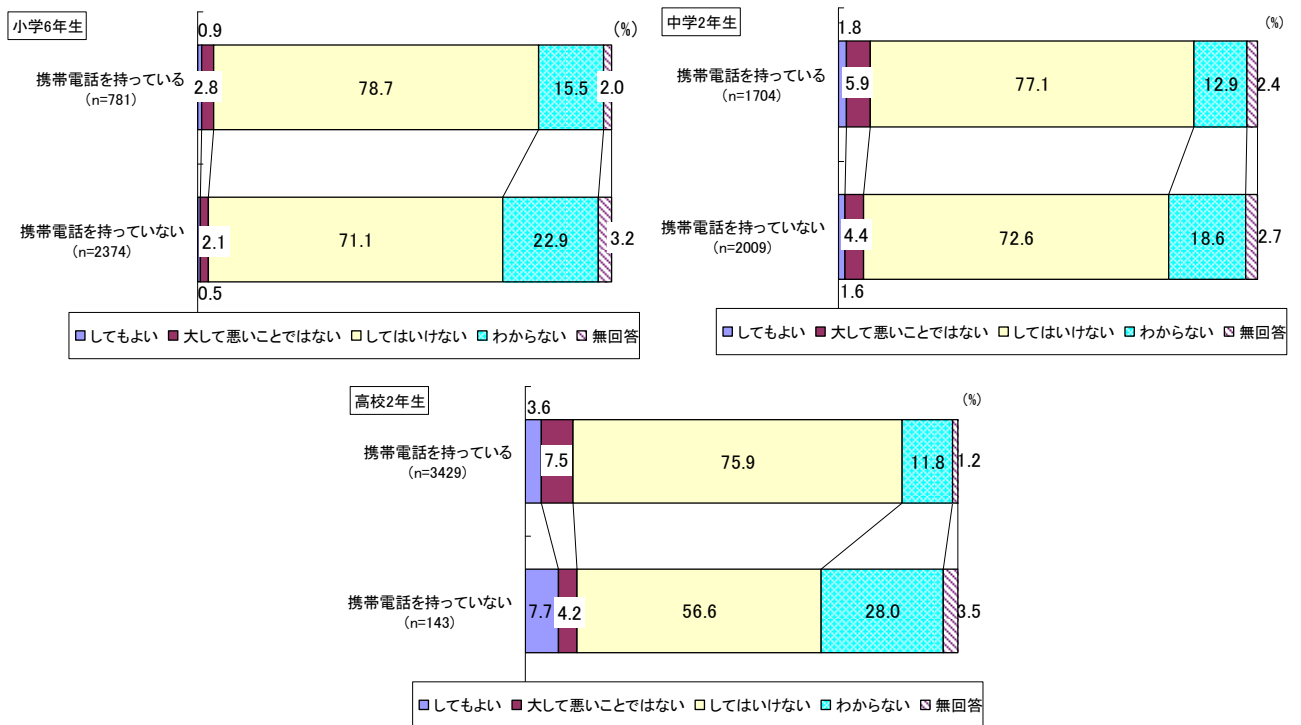 小学6年生
0.9
(%)
携帯電話を持っている
(n=781)
2.8
78.7
15.5
2.0
携帯電話を持っていない
(n=2374)
2.1
71.1
22.9
3.2
0.5
してもよい 大して悪いことではない してはいけない わからない 無回答
中学2年生
1.8
(%)
携帯電話を持っている
(n=1704)
5.9
77.1
12.9
2.4
携帯電話を持っていない
(n=2009)
4.4
72.6
18.6
2.7
1.6
してもよい 大して悪いことではない してはいけない わからない 無回答
高校2年生
3.6
(%)
携帯電話を持っている
(n=3429)
7.5
75.9
11.8
1.2
携帯電話を持っていない
(n=143)
7.7
4.2
56.6
28.0
3.5
してもよい 大して悪いことではない してはいけない わからない 無回答